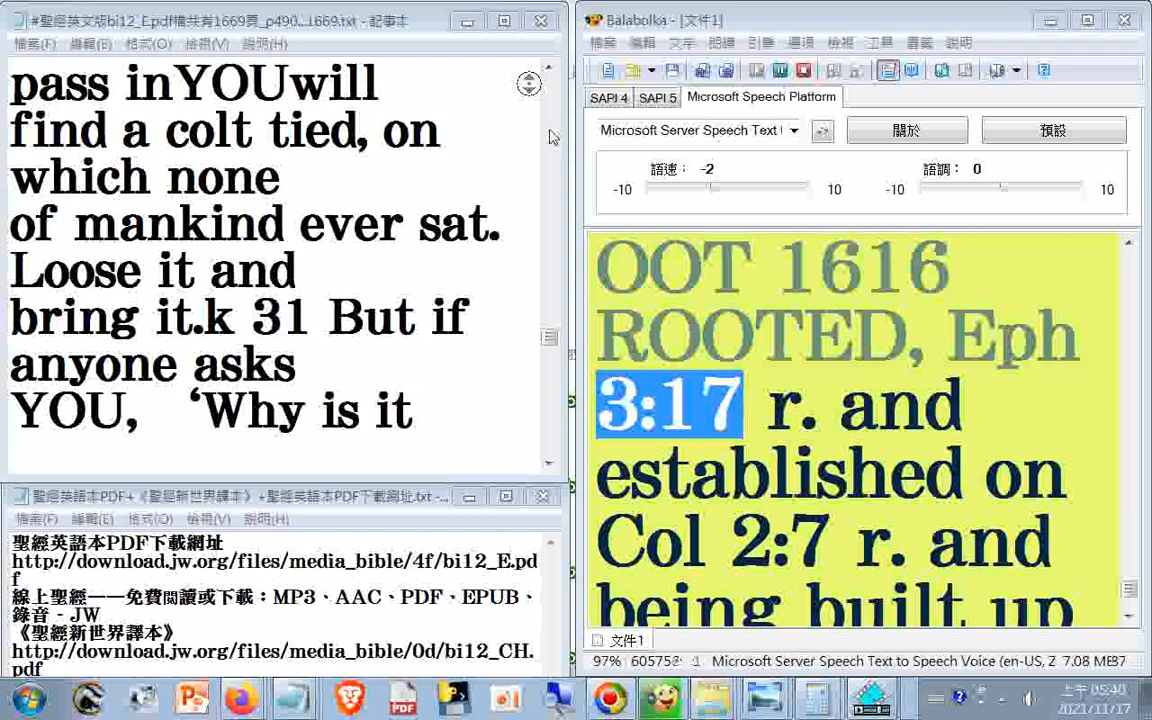 #聖經英文版bi12_E.pdf檔共有1669頁_p490...1669.txt - 記事本
檔案(F) 編輯(E) 格式(O) 檢視(V) 說明(H)
pass inYOUwill
find a colt tied, on
which none
of mankind ever sat.
Loose it and
bring it.k 31 But if
anyone asks
YOU, ‘Why is it
聖經英語本PDF+《聖經新世界譯本》+聖經英語本PDF下載網址.txt - ...
檔案(F) 編輯(E) 格式(O) 檢視(V) 說明(H)
聖經英語本PDF下載網址
http://download.jw.org/files/media_bible/4f/bi12_E.pd
f
線上聖經——免費閱讀或下載：MP3、AAC、PDF、EPUB、
錄音 - JW
《聖經新世界譯本》
http://download.jw.org/files/media_bible/0d/bi12_CH.
pdf
Balabolka - [文件1]
檔案 編輯 文字 朗讀 引擎 選項 檢視 工具 書籤 說明
SAPI 4 SAPI 5 Microsoft Speech Platform
Microsoft Server Speech Text 關於 預設
語速： -2 語調： 0
-10 10 -10 10
OOT 1616
ROOTED, Eph
3:17 r. and
established on
Col 2:7 r. and
being built up
文件1
97% Microsoft Server Speech Text to Speech Voice (en-US, Z 7.08 MB
上午 05:40
2021/11/17